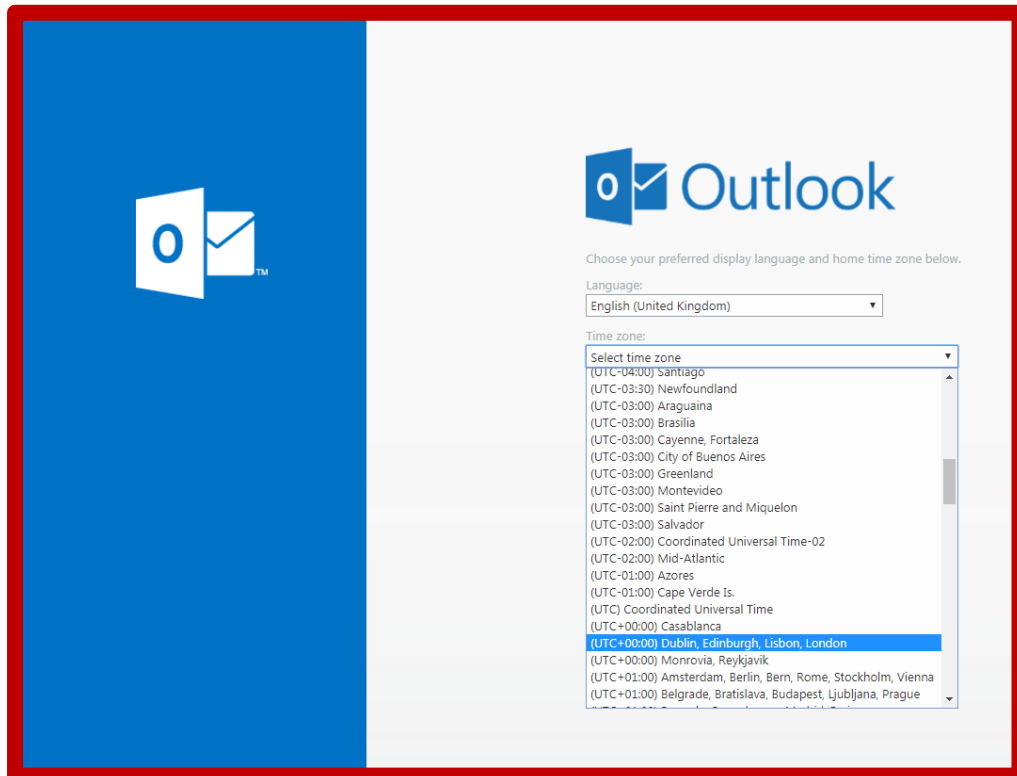 O
TM
O
Outlook
Choose your preferred display language and home time zone below.
Language:
English (United Kingdom)
Time zone:
Select time zone
(UTC-04:00) Santiago
(UTC-03:30) Newfoundland
(UTC-03:00) Araguaina
(UTC-03:00) Brasilia
(UTC-03:00) Cayenne, Fortaleza
(UTC-03:00) City of Buenos Aires
(UTC-03:00) Greenland
(UTC-03:00) Montevideo
(UTC-03:00) Saint Pierre and Miquelon
(UTC-03:00) Salvador
(UTC-02:00) Coordinated Universal Time-02
(UTC-02:00) Mid-Atlantic
(UTC-01:00) Azores
(UTC-01:00) Cape Verde Is.
(UTC) Coordinated Universal Time
(UTC+00:00) Casablanca
(UTC+00:00) Dublin, Edinburgh, Lisbon, London
(UTC+00:00) Monrovia, Reykjavik
(UTC+01:00) Amsterdam, Berlin, Bern, Rome, Stockholm, Vienna
(UTC+01:00) Belgrade, Bratislava, Budapest, Ljubljana, Prague